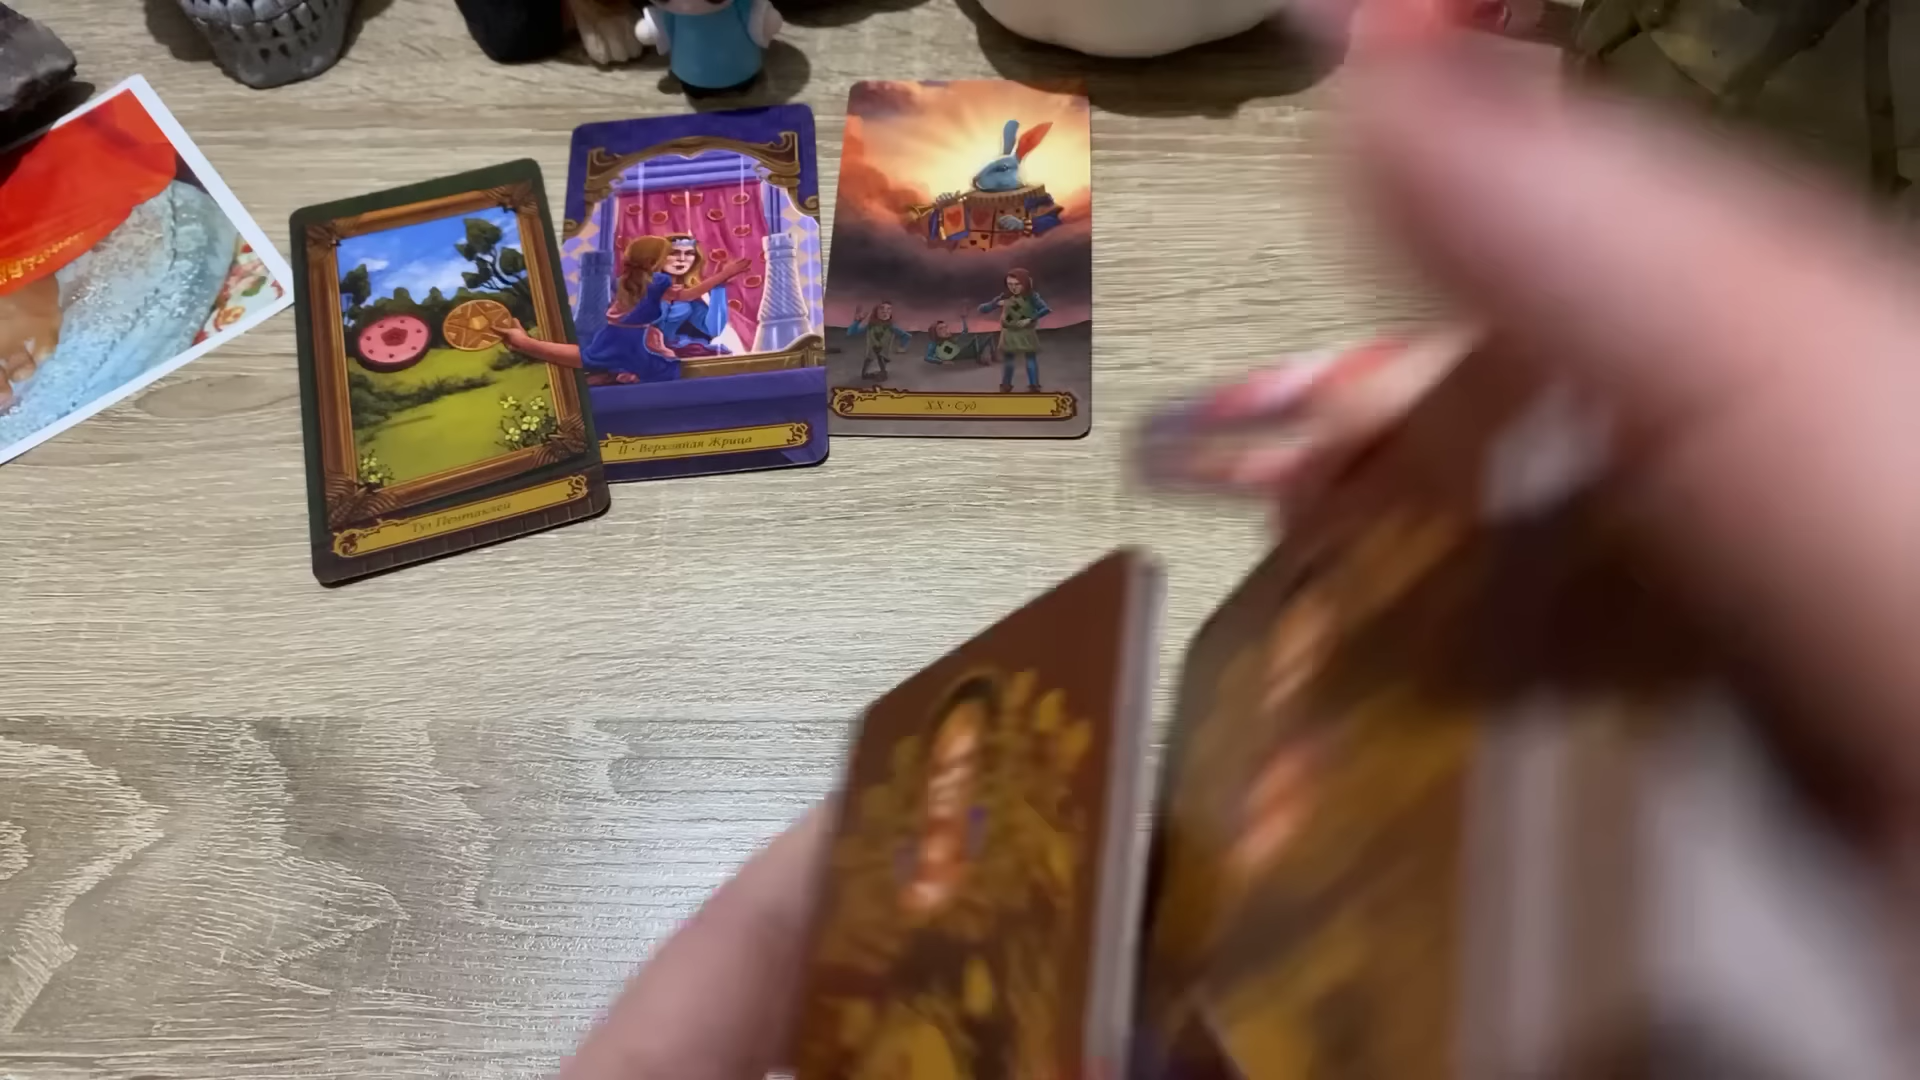 Туз Пентаклей
II • Верховная Жрица
XX • Суд